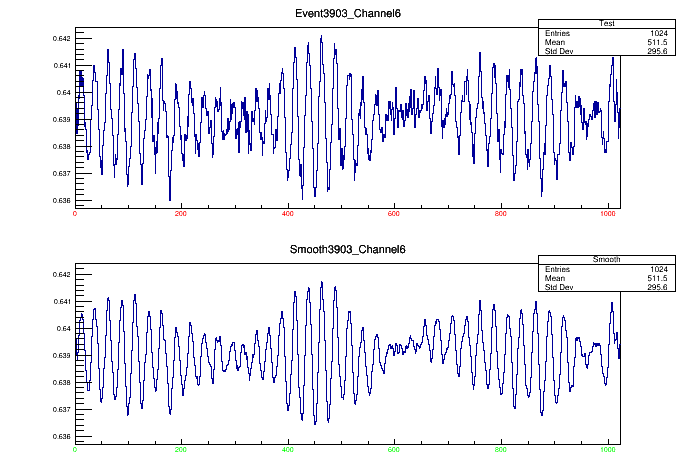 Event3903_Channel6
Test
Entries 1024
Mean 511.5
Std Dev 295.6
0.642
0.641
0.64
0.639
0.638
0.637
0.636
0 200 400 600 800 1000
Smooth3903_Channel6
Smooth
Entries 1024
Mean 511.5
Std Dev 295.6
0.642
0.641
0.64
0.639
0.638
0.637
0.636
0 200 400 600 800 1000